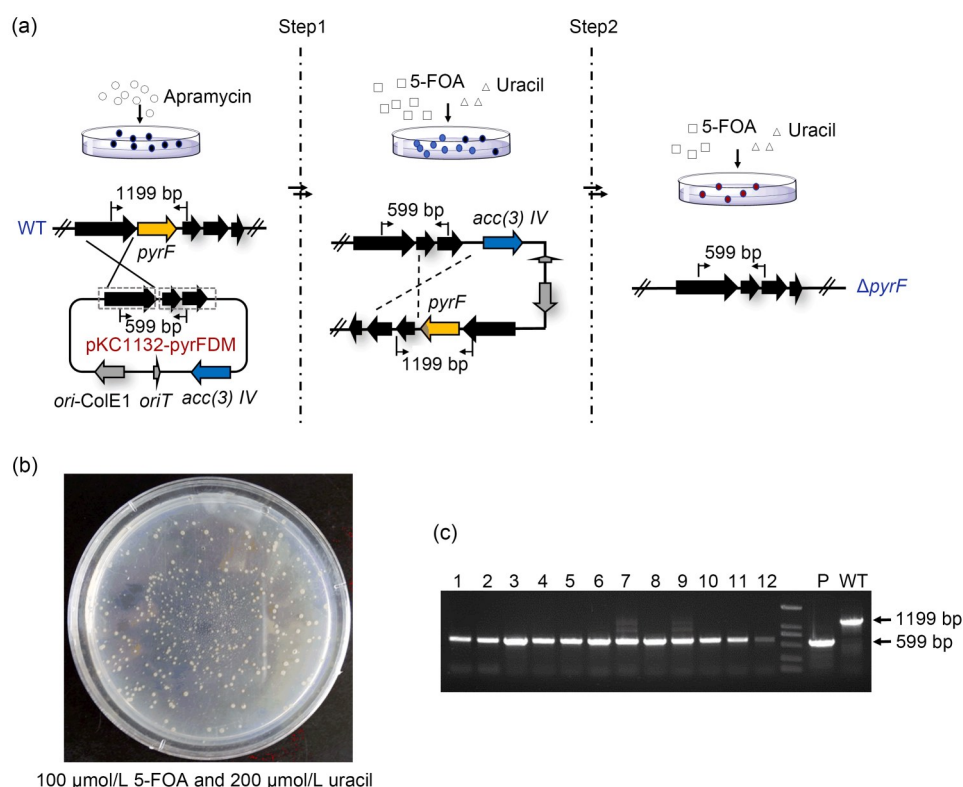 (a)
Step1
Step2
Apramycin
5-FOA
Uracil
5-FOA
Uracil
1199 bp
WT
pyrF
599 bp
pKC1132-pyrFDM
ori-ColE1
oriT
acc(3) IV
599 bp
acc(3) IV
pyrF
1199 bp
599 bp
ΔpyrF
(b)
100 μmol/L 5-FOA and 200 μmol/L uracil
(c)
1 2 3 4 5 6 7 8 9 10 11 12 P WT
1199 bp
599 bp